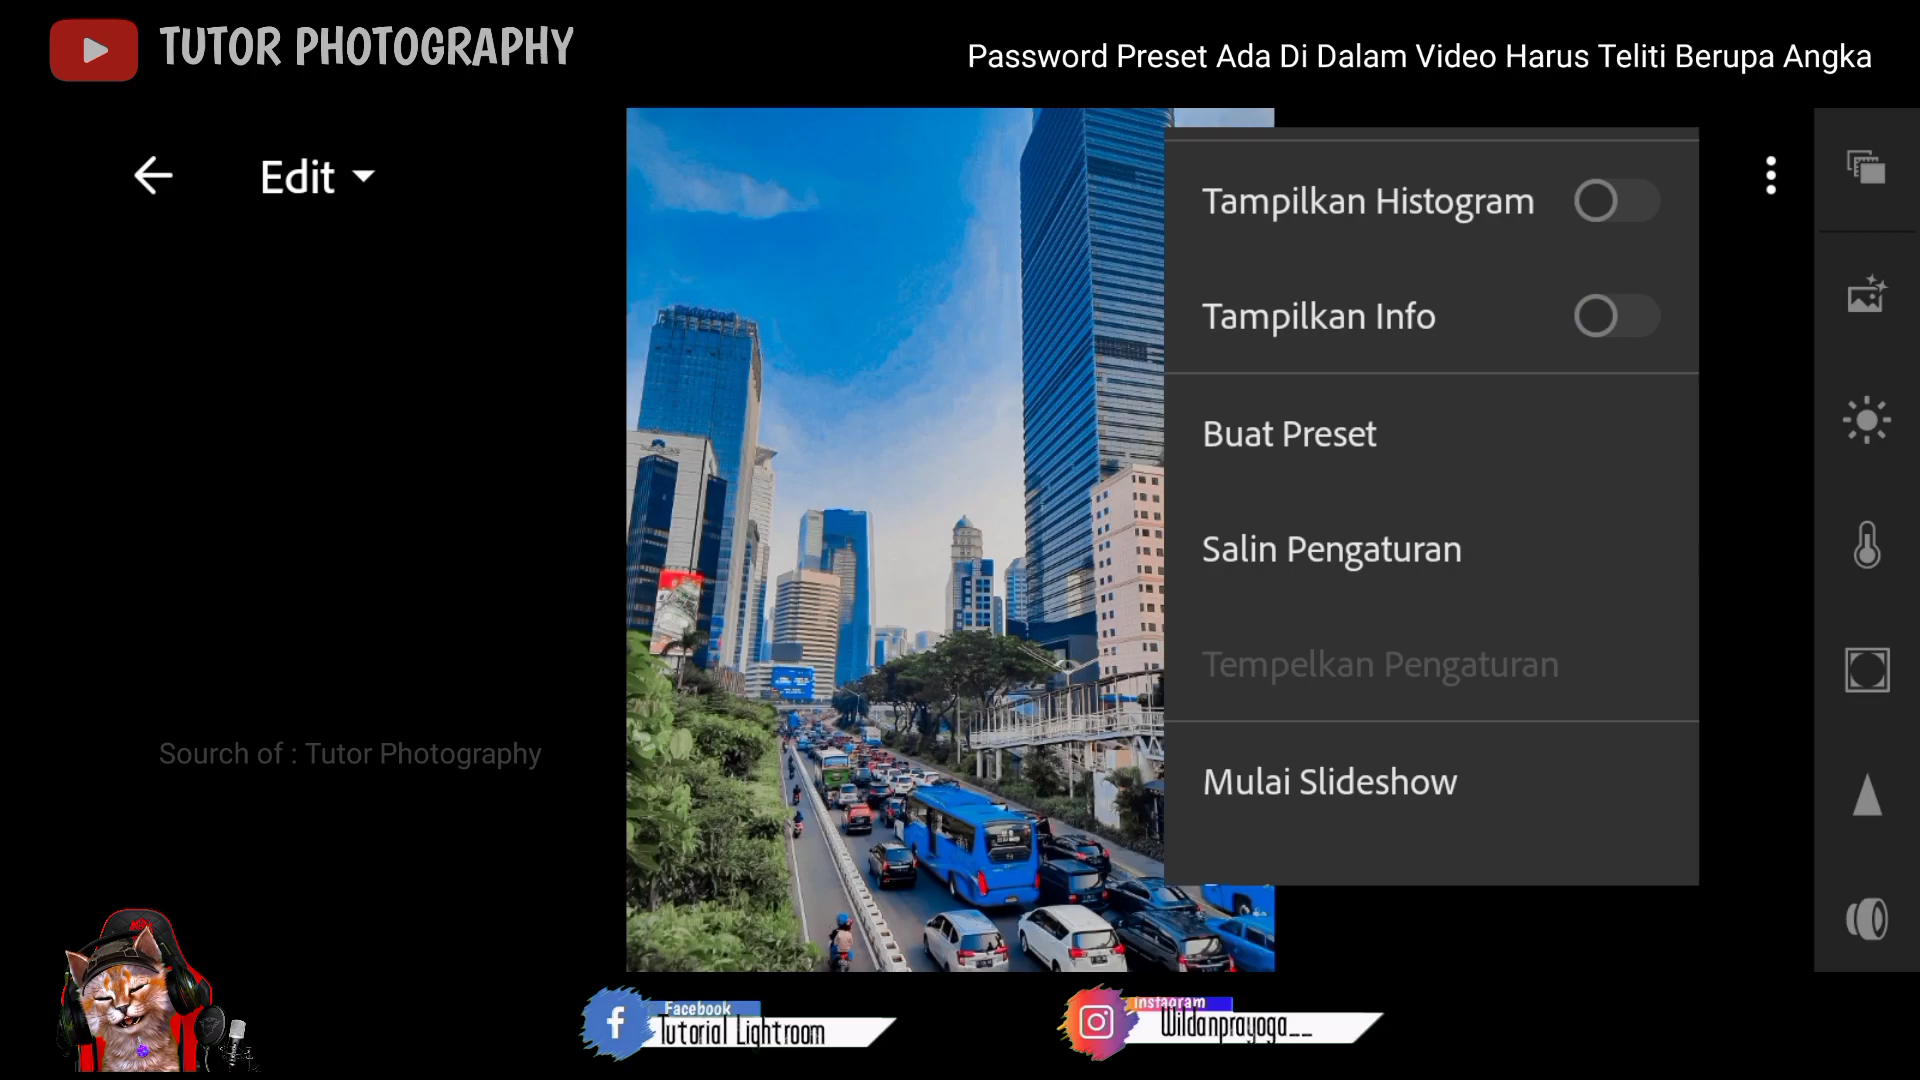 TUTOR PHOTOGRAPHY
Password Preset Ada Di Dalam Video Harus Teliti Berupa Angka
Edit
Tampilkan Histogram
Tampilkan Info
Buat Preset
Salin Pengaturan
Tempelkan Pengaturan
Mulai Slideshow
Sourch of : Tutor Photography
Facebook
Tutorial Lightroom
Instagram
Wildanprayoga__